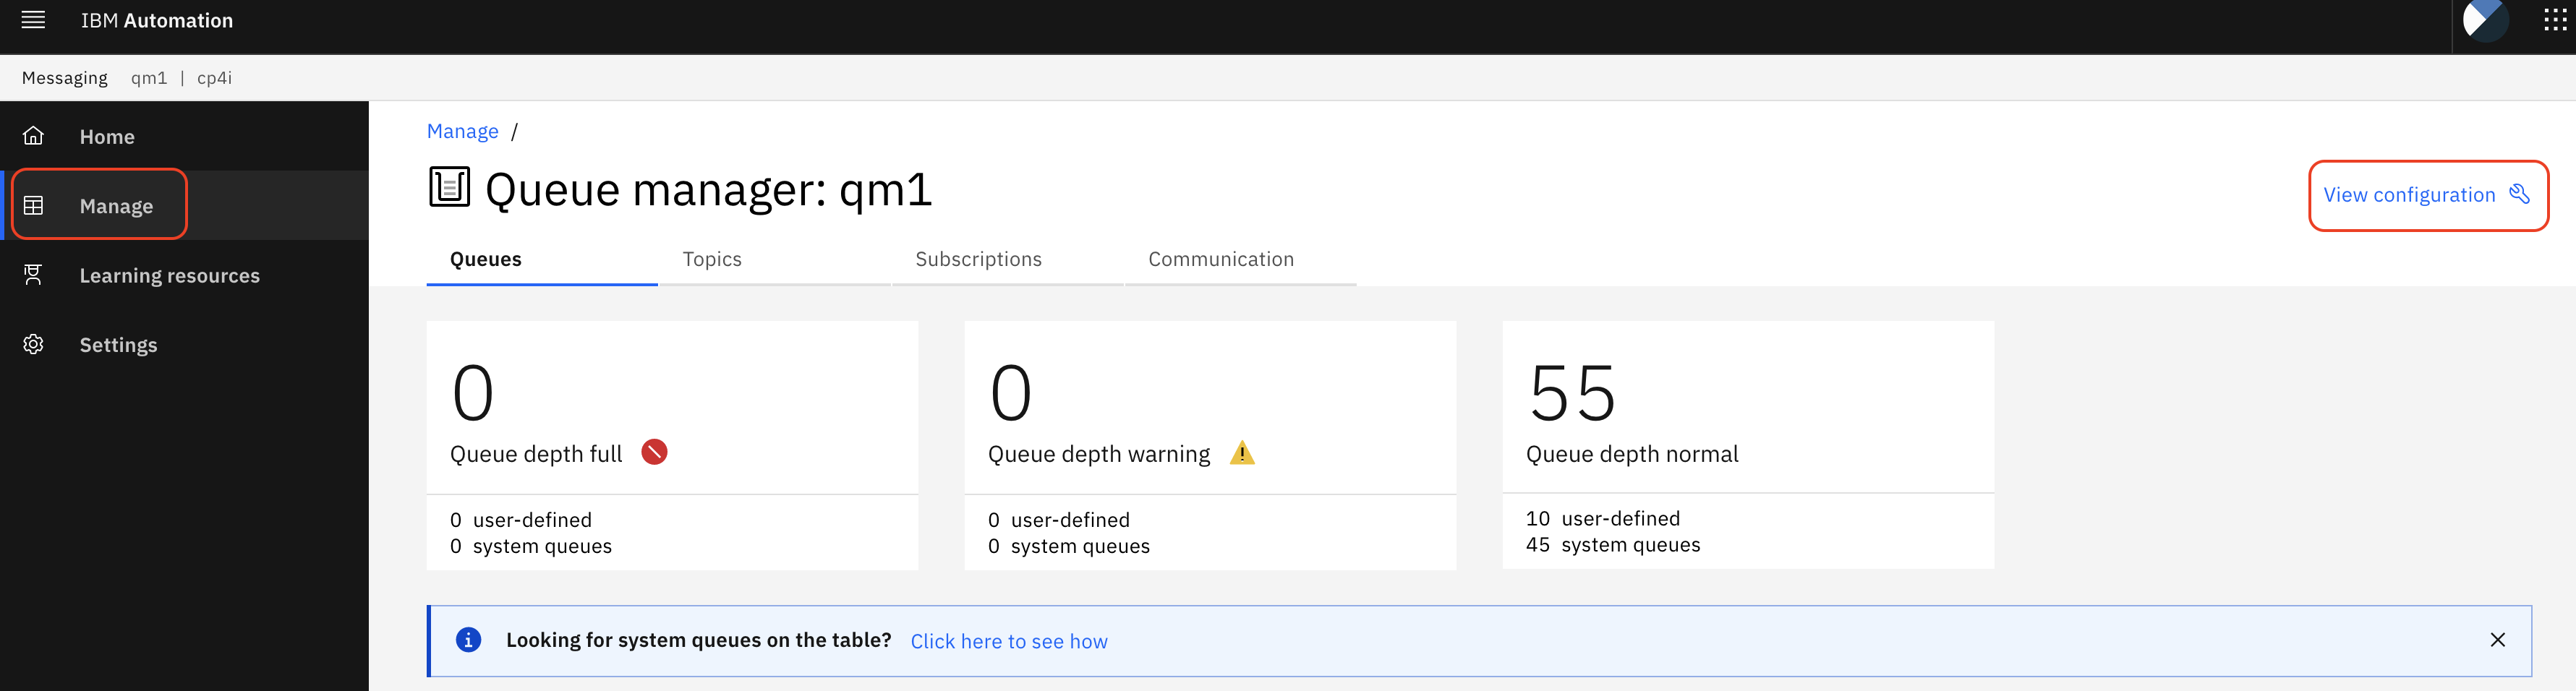 IBM Automation
Messaging qm1 | cp4i
Home
Manage
Learning resources
Settings
Manage /
Queue manager: qm1
View configuration
Queues Topics Subscriptions Communication
0
Queue depth full
0 user-defined
0 system queues
0
Queue depth warning
0 user-defined
0 system queues
55
Queue depth normal
10 user-defined
45 system queues
Looking for system queues on the table? Click here to see how